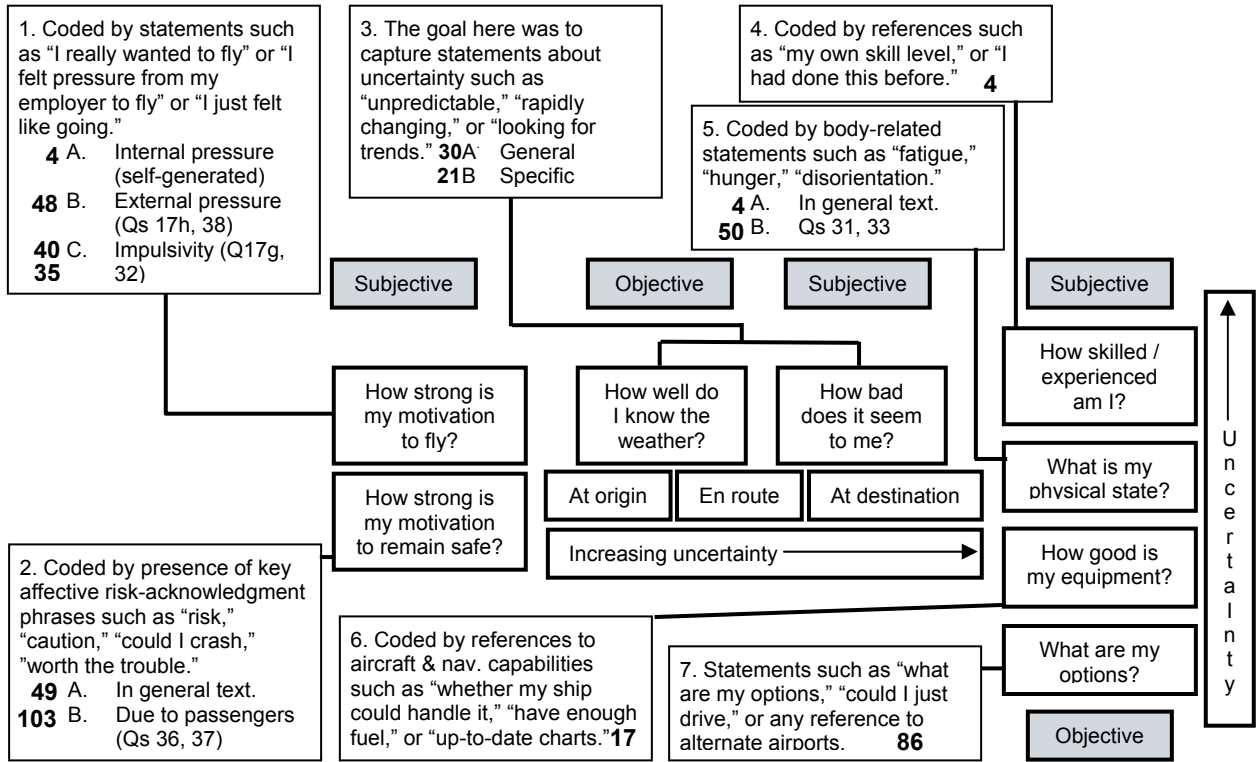 1. Coded by statements such
as “I really wanted to fly” or “I
felt pressure from my
employer to fly” or “I just felt
like going.”
4 A. Internal pressure
(self-generated)
48 B. External pressure
(Qs 17h, 38)
40 C. Impulsivity (Q17g,
35 32)
3. The goal here was to
capture statements about
uncertainty such as
“unpredictable,” “rapidly
changing,” or “looking for
trends.” 30A General
21B Specific
4. Coded by references such
as “my own skill level,” or “I
had done this before.” 4
5. Coded by body-related
statements such as “fatigue,”
“hunger,” “disorientation.”
4 A. In general text.
50 B. Qs 31, 33
Subjective
Objective
Subjective
Subjective
How strong is
my motivation
to fly?
How well do
I know the
weather?
How bad
does it seem
to me?
How skilled /
experienced
am I?
How strong is
my motivation
to remain safe?
At origin
En route
At destination
Increasing uncertainty
What is my
physical state?
How good is
my equipment?
What are my
options?
Objective
UncertaInty
2. Coded by presence of key
affective risk-acknowledgment
phrases such as “risk,”
“caution,” “could I crash,”
”worth the trouble.”
49 A. In general text.
103 B. Due to passengers
(Qs 36, 37)
6. Coded by references to
aircraft & nav. capabilities
such as “whether my ship
could handle it,” “have enough
fuel,” or “up-to-date charts.”17
7. Statements such as “what
are my options,” “could I just
drive,” or any reference to
alternate airports. 86